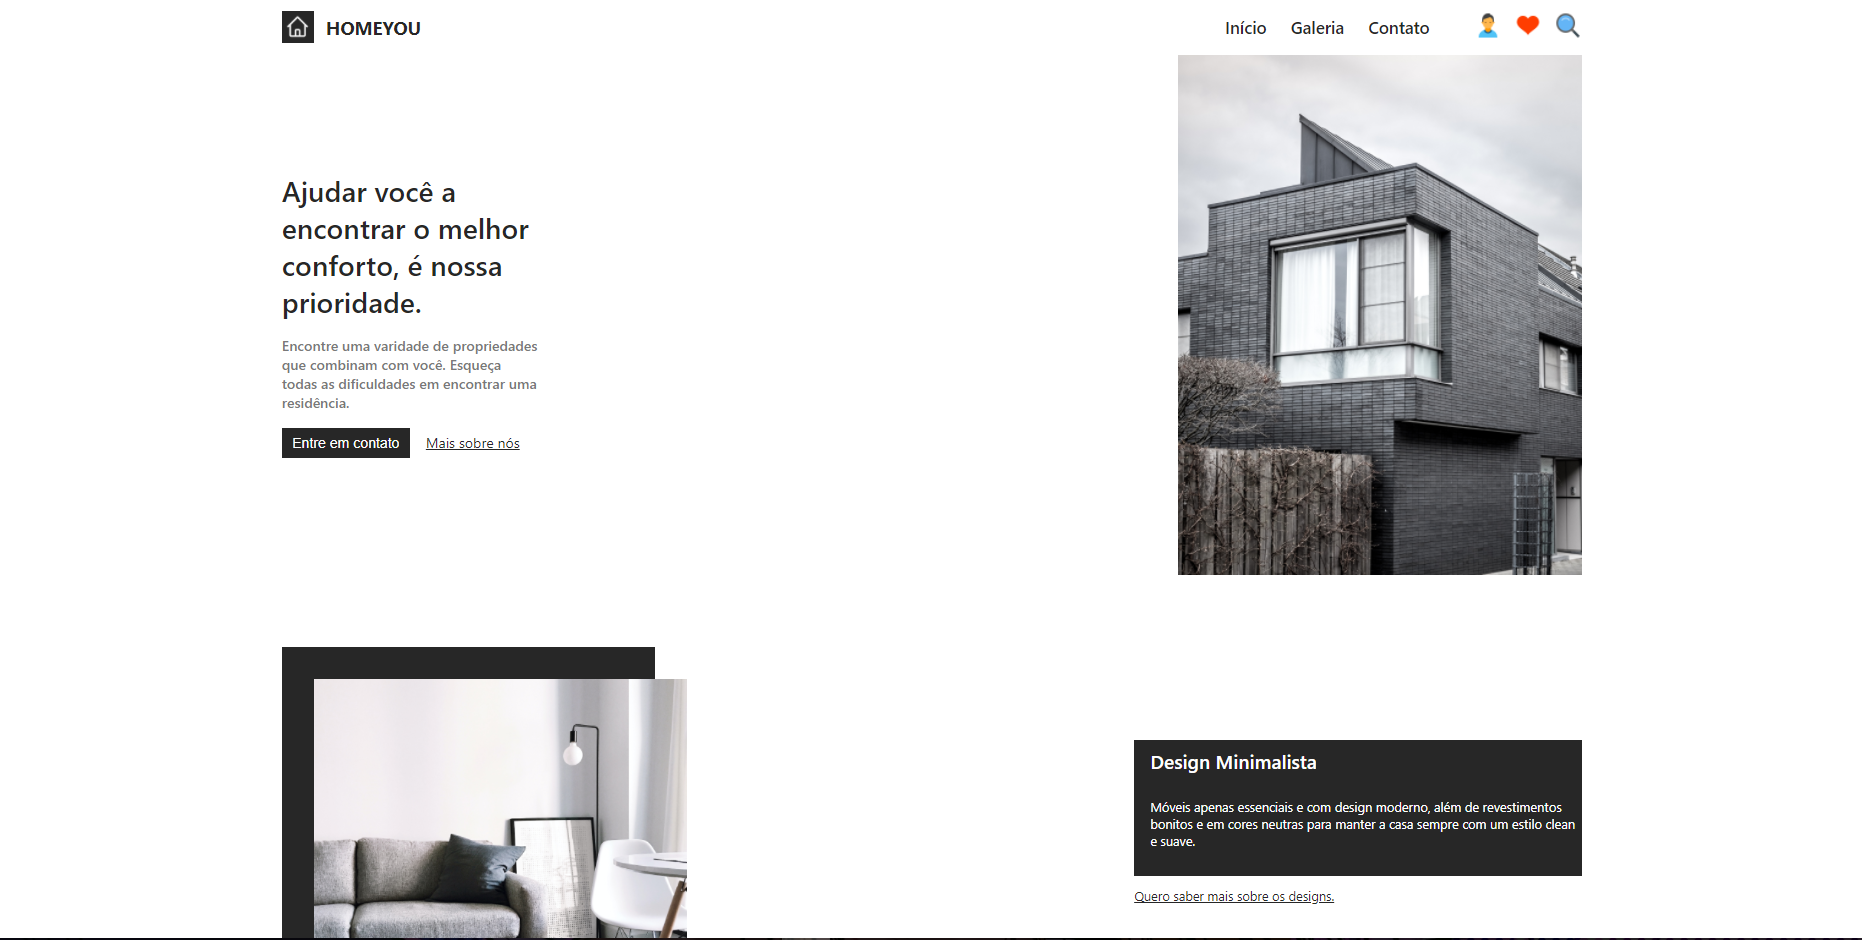 HOMEYOU
Início Galeria Contato
Ajudar você a
encontrar o melhor
conforto, é nossa
prioridade.
Encontre uma varidade de propriedades
que combinam com você. Esqueça
todas as dificuldades em encontrar uma
residência.
Entre em contato Mais sobre nós
Design Minimalista
Móveis apenas essenciais e com design moderno, além de revestimentos
bonitos e em cores neutras para manter a casa sempre com um estilo clean
e suave.
Quero saber mais sobre os designs.